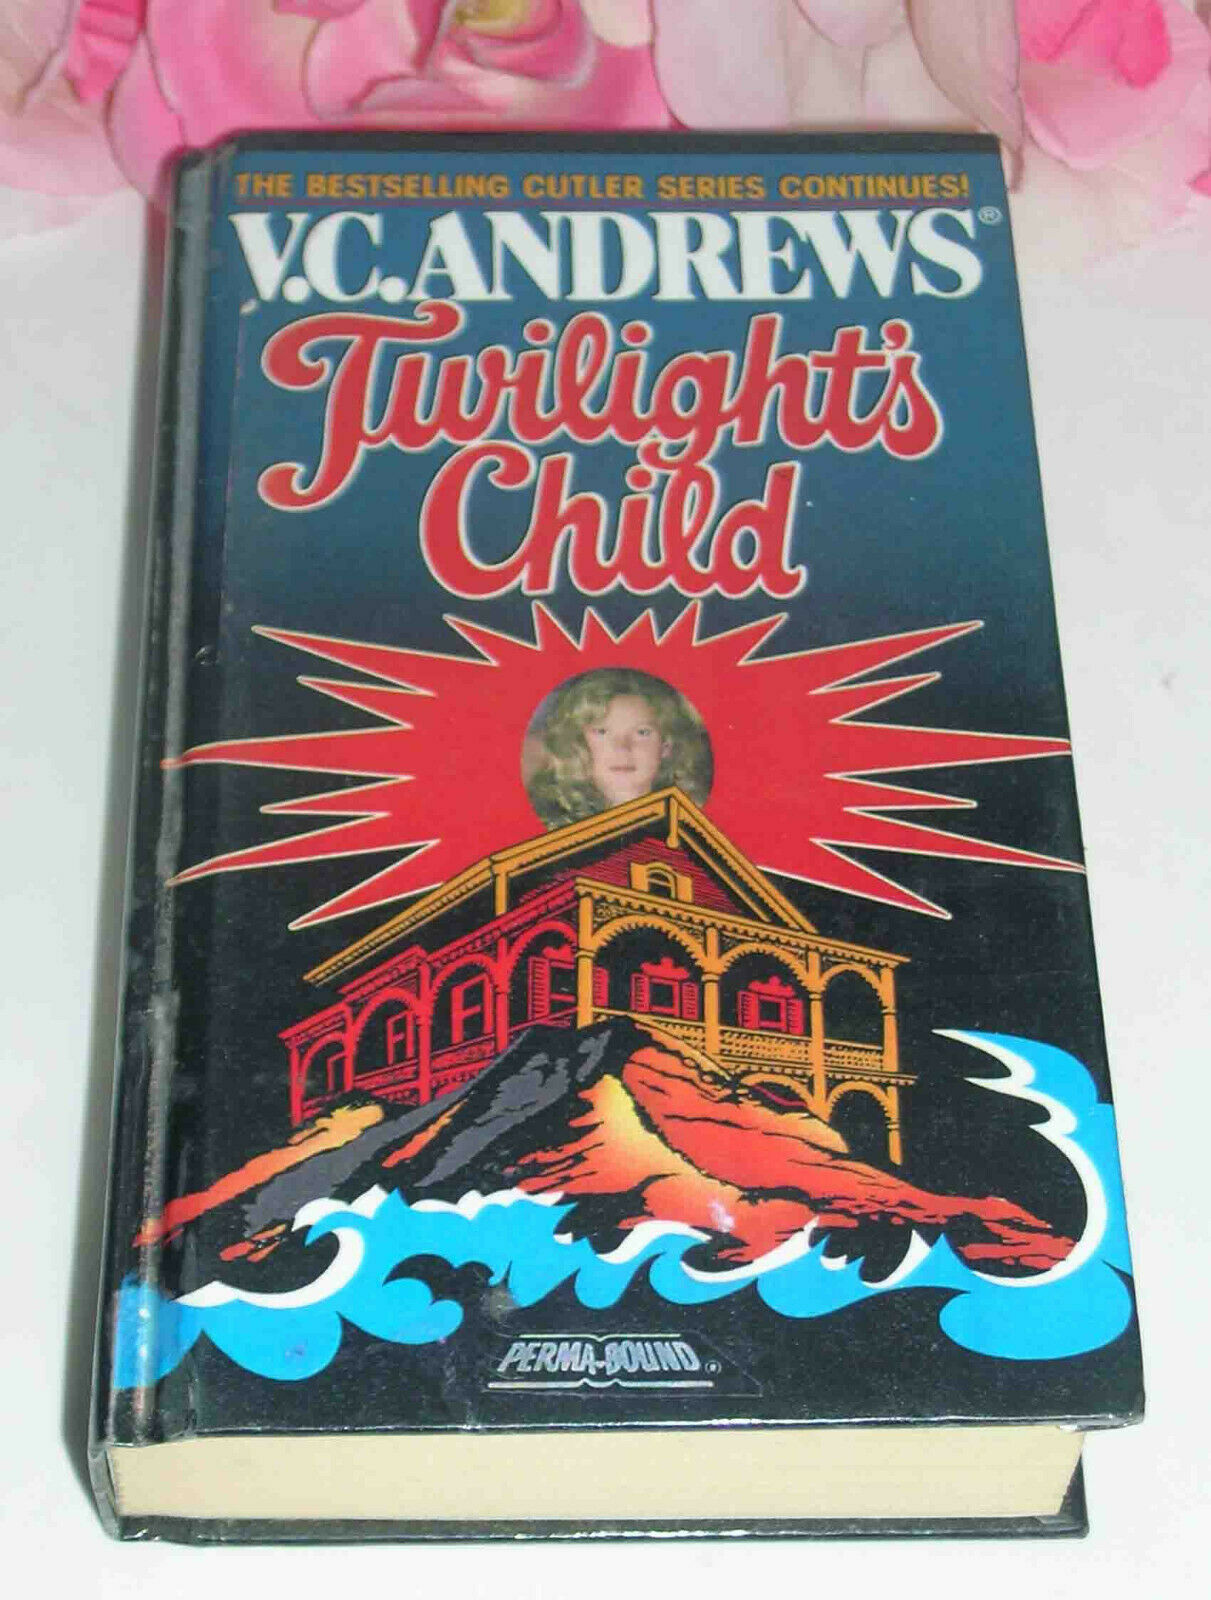 THE BESTSELLING CUTLER SERIES CONTINUES!
V.C. ANDREWS®
Twilight's
Child
PERMA-BOUND.